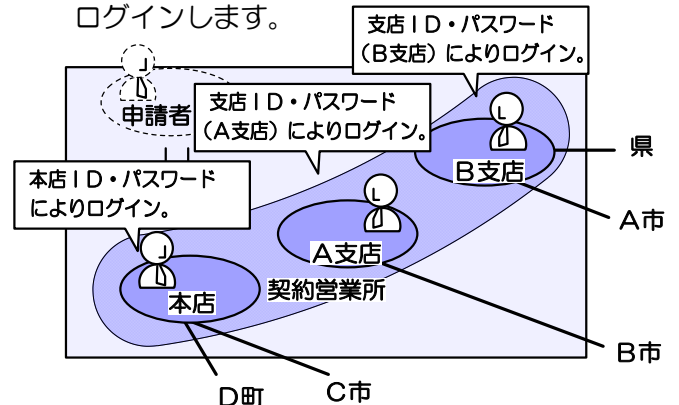 ログインします。
支店ID・パスワード
(B支店)によりログイン。
申請者
支店ID・パスワード
(A支店)によりログイン。
県
B支店
本店ID・パスワード
によりログイン。
A市
A支店
契約営業所
本店
B市
D町
C市